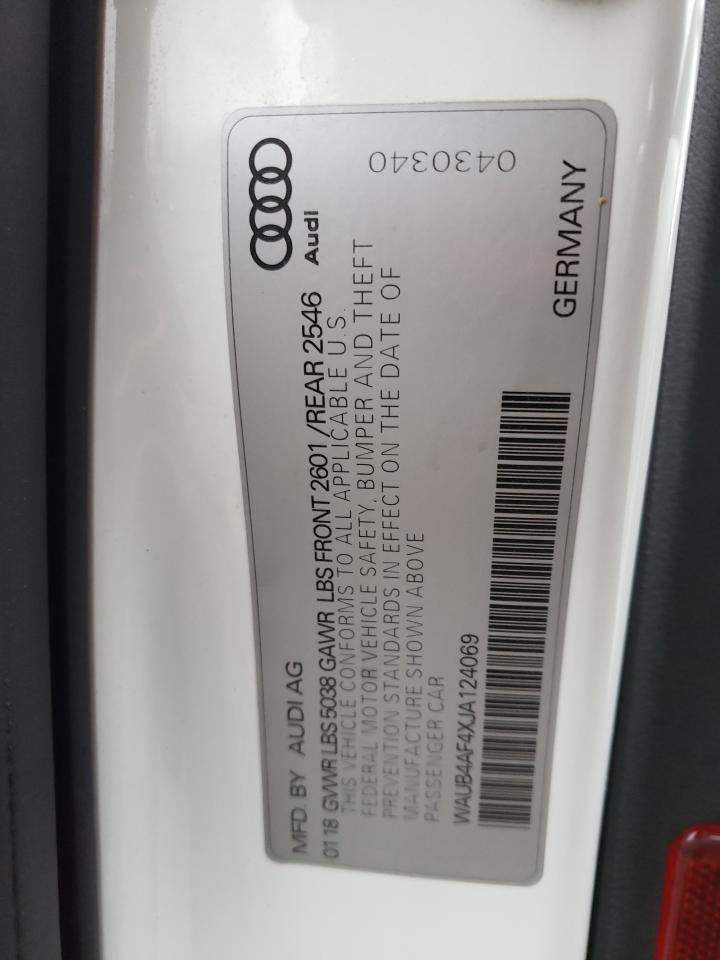 MFD. BY AUDI AG
01 18 GVWR LBS 5038 GAWR LBS FRONT 2601 /REAR 2546
THIS VEHICLE CONFORMS TO ALL APPLICABLE U.S.
FEDERAL MOTOR VEHICLE SAFETY, BUMPER AND THEFT
PREVENTION STANDARDS IN EFFECT ON THE DATE OF
MANUFACTURE SHOWN ABOVE
PASSENGER CAR
WAUB4AF4XJA124069
Audi
0430340
GERMANY